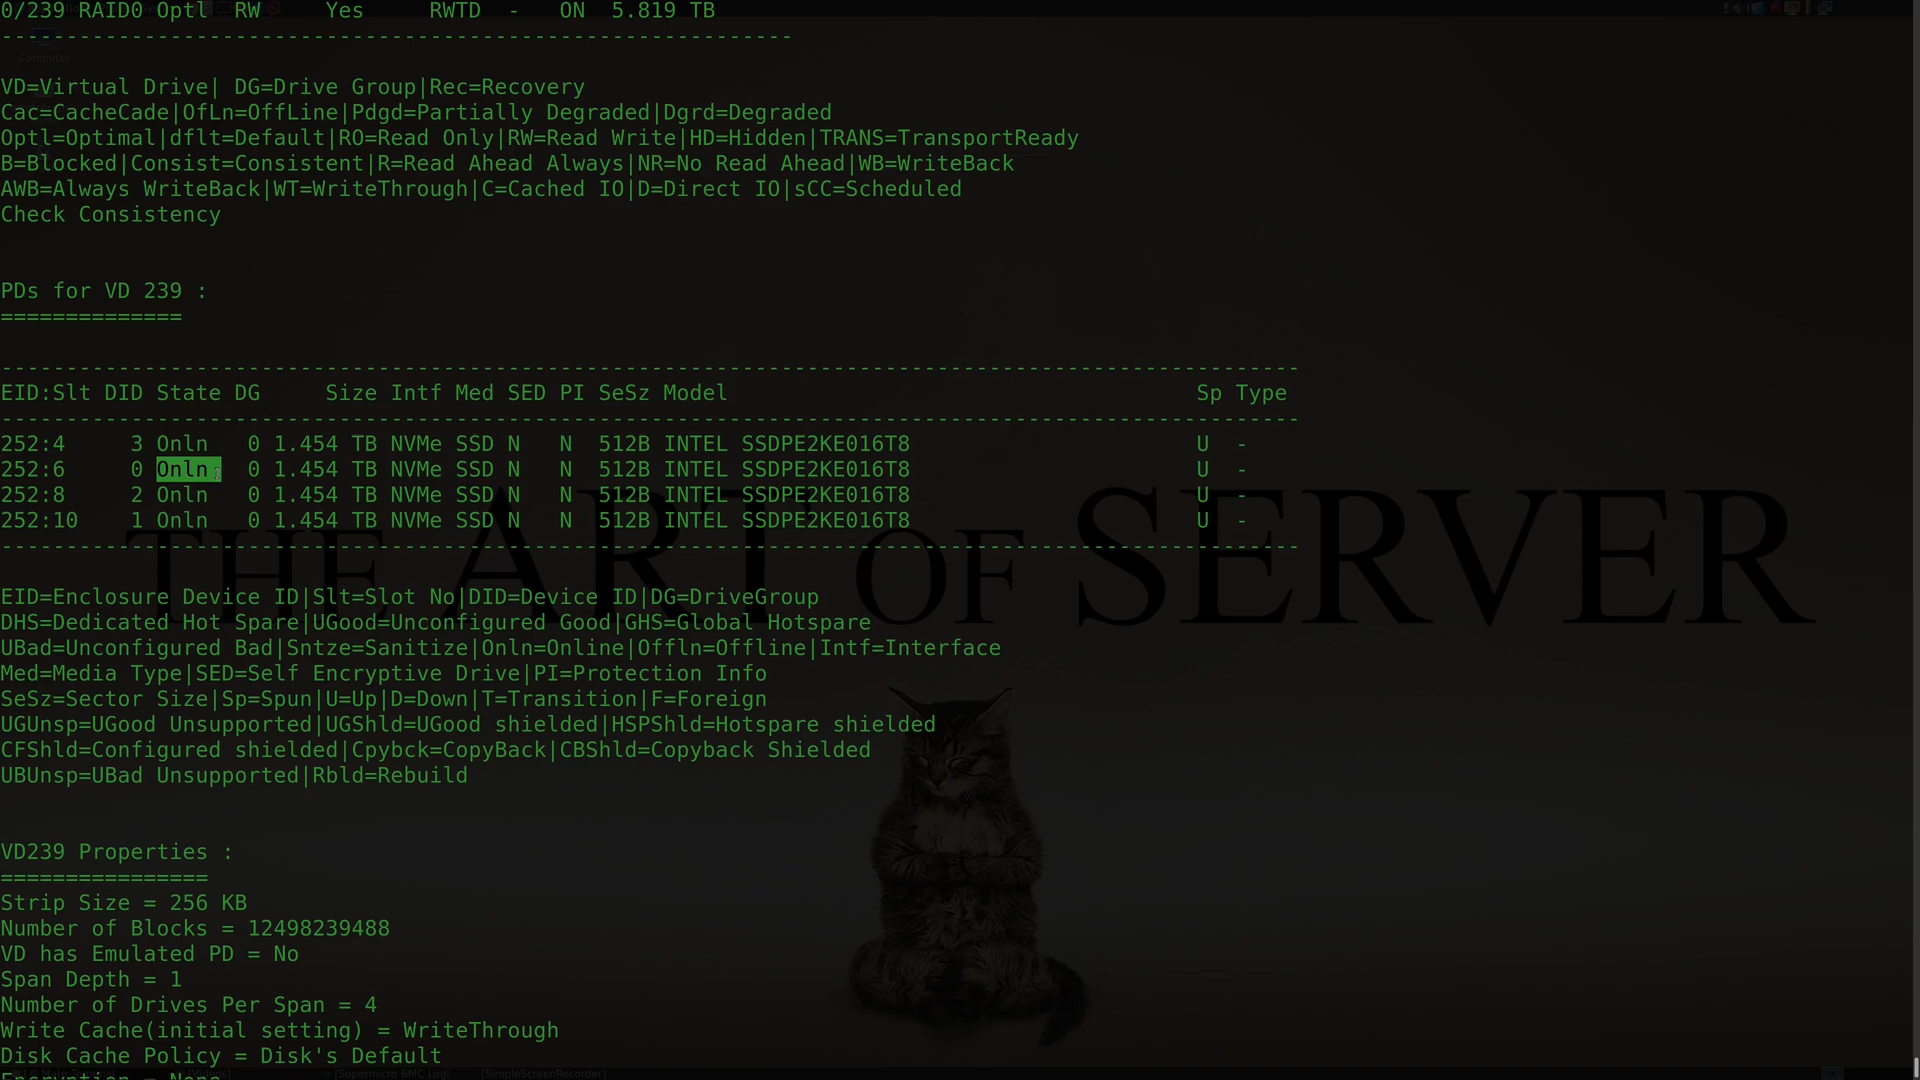 0/239 RAID0 Optl  RW     Yes     RWTD  -   ON  5.819 TB
-------------------------------------------------------------
Computer
VD=Virtual Drive| DG=Drive Group|Rec=Recovery
Cac=CacheCade|OfLn=OffLine|Pdgd=Partially Degraded|Dgrd=Degraded
Optl=Optimal|dflt=Default|RO=Read Only|RW=Read Write|HD=Hidden|TRANS=TransportReady
B=Blocked|Consist=Consistent|R=Read Ahead Always|NR=No Read Ahead|WB=WriteBack
AWB=Always WriteBack|WT=WriteThrough|C=Cached IO|D=Direct IO|sCC=Scheduled
Check Consistency
PDs for VD 239 :
==============
----------------------------------------------------------------------------------------------------
EID:Slt DID State DG     Size Intf Med SED PI SeSz Model                                    Sp Type
----------------------------------------------------------------------------------------------------
252:4     3 Onln   0 1.454 TB NVMe SSD N   N  512B INTEL SSDPE2KE016T8                      U  -
252:6     0 Onln   0 1.454 TB NVMe SSD N   N  512B INTEL SSDPE2KE016T8                      U  -
252:8     2 Onln   0 1.454 TB NVMe SSD N   N  512B INTEL SSDPE2KE016T8                      U  -
252:10    1 Onln   0 1.454 TB NVMe SSD N   N  512B INTEL SSDPE2KE016T8                      U  -
----------------------------------------------------------------------------------------------------
THE ART OF SERVER
EID=Enclosure Device ID|Slt=Slot No|DID=Device ID|DG=DriveGroup
DHS=Dedicated Hot Spare|UGood=Unconfigured Good|GHS=Global Hotspare
UBad=Unconfigured Bad|Sntze=Sanitize|Onln=Online|Offln=Offline|Intf=Interface
Med=Media Type|SED=Self Encryptive Drive|PI=Protection Info
SeSz=Sector Size|Sp=Spun|U=Up|D=Down|T=Transition|F=Foreign
UGUnsp=UGood Unsupported|UGShld=UGood shielded|HSPShld=Hotspare shielded
CFShld=Configured shielded|Cpybck=CopyBack|CBShld=Copyback Shielded
UBUnsp=UBad Unsupported|Rbld=Rebuild
VD239 Properties :
================
Strip Size = 256 KB
Number of Blocks = 12498239488
VD has Emulated PD = No
Span Depth = 1
Number of Drives Per Span = 4
Write Cache(initial setting) = WriteThrough
Disk Cache Policy = Disk's Default
Encryption = None
[Videos] [Supermicro BMC Logi... [SimpleScreenRecorder]